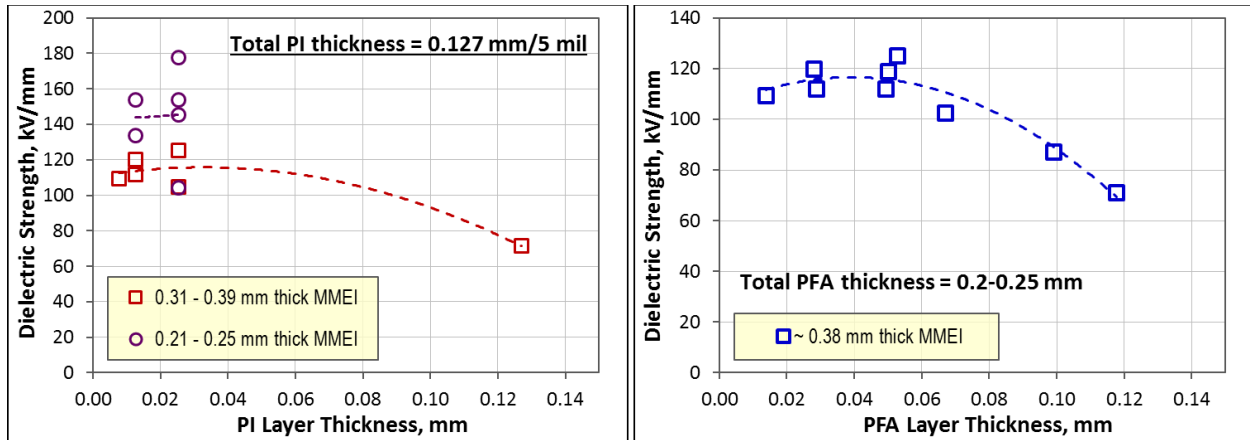 200
180
160
140
120
100
80
60
40
20
0
Dielectric Strength, kV/mm
Total PI thickness = 0.127 mm/5 mil
0.31 - 0.39 mm thick MMEI
0.21 - 0.25 mm thick MMEI
0.00 0.02 0.04 0.06 0.08 0.10 0.12 0.14
PI Layer Thickness, mm
140
120
100
80
60
40
20
0
Dielectric Strength, kV/mm
Total PFA thickness = 0.2-0.25 mm
~ 0.38 mm thick MMEI
0.00 0.02 0.04 0.06 0.08 0.10 0.12 0.14
PFA Layer Thickness, mm